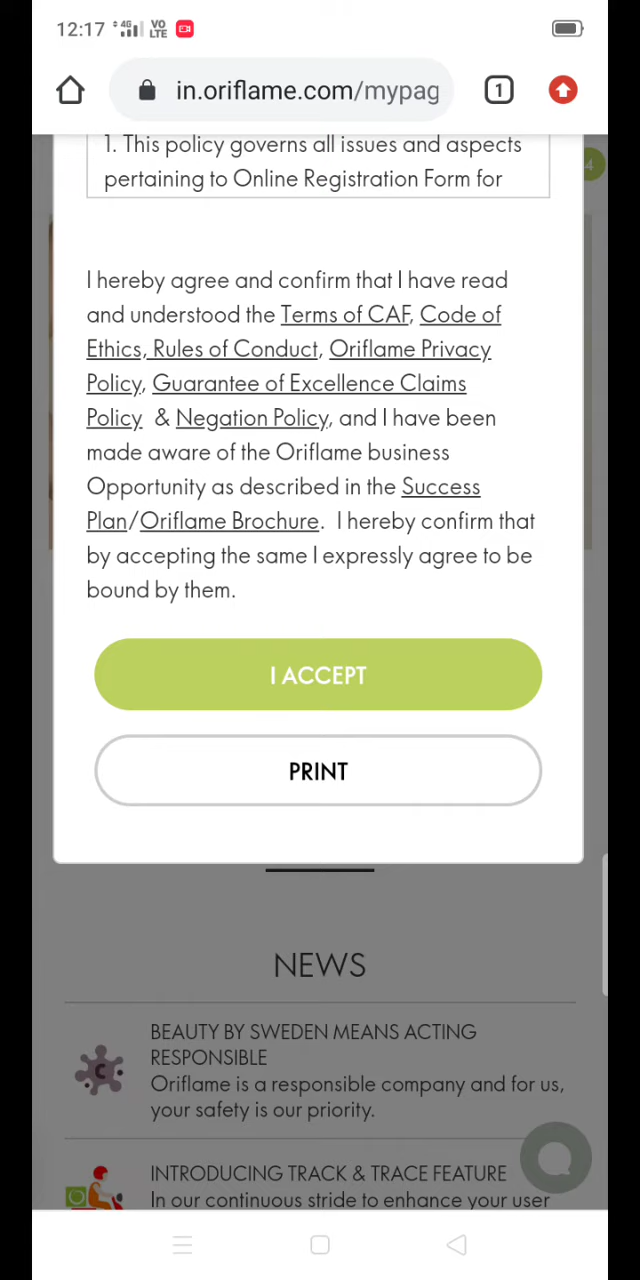 12:17 4G VO LTE
in.oriflame.com/mypag 1
1. This policy governs all issues and aspects
4
pertaining to Online Registration Form for
I hereby agree and confirm that I have read
and understood the Terms of CAF, Code of
Ethics, Rules of Conduct, Oriflame Privacy
Policy, Guarantee of Excellence Claims
Policy & Negation Policy, and I have been
made aware of the Oriflame business
Opportunity as described in the Success
Plan/Oriflame Brochure. I hereby confirm that
by accepting the same I expressly agree to be
bound by them.
I ACCEPT
PRINT
NEWS
BEAUTY BY SWEDEN MEANS ACTING
RESPONSIBLE
Oriflame is a responsible company and for us,
your safety is our priority.
C
INTRODUCING TRACK & TRACE FEATURE
In our continuous stride to enhance your user